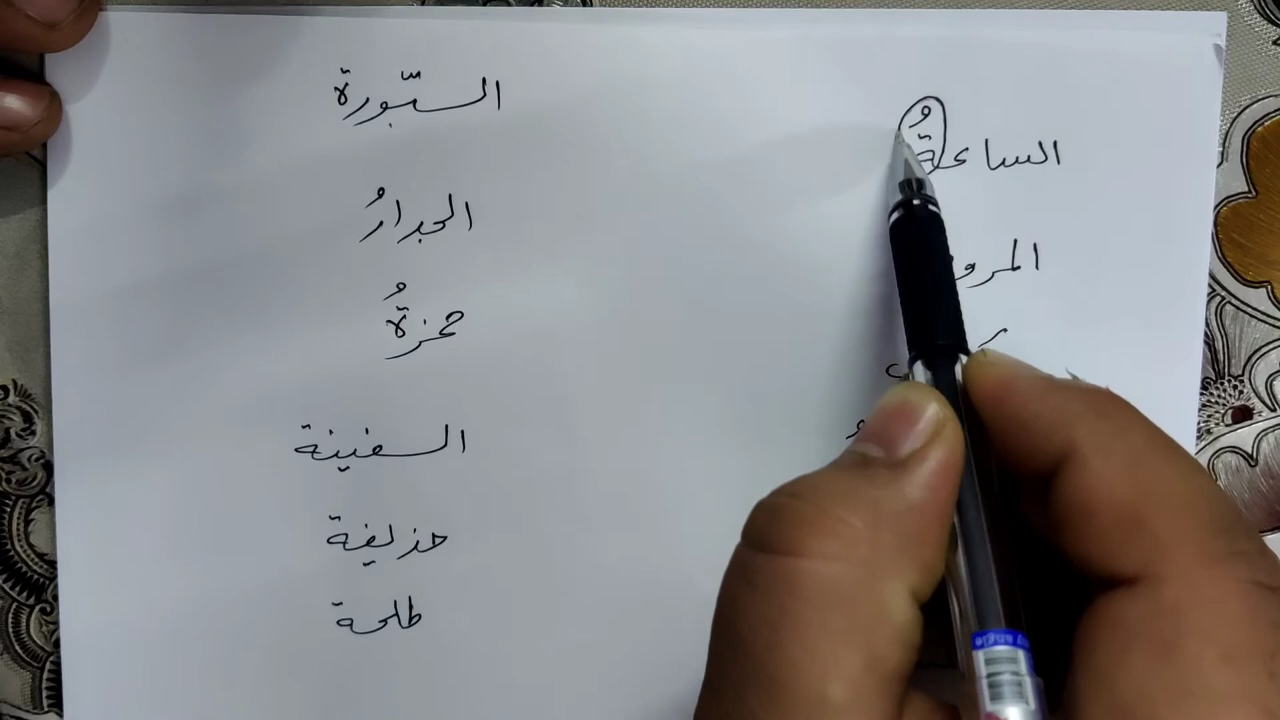 الساعةُ
السّبورة
الجدارُ
حمزةُ
السفينة
حذيفة
طلحة